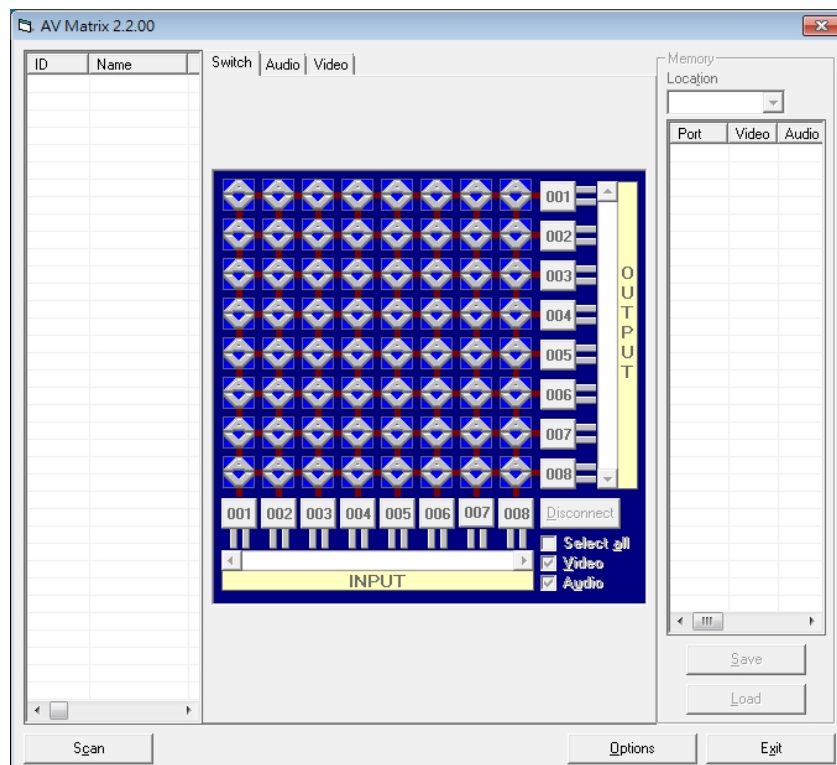 AV Matrix 2.2.00
ID Name
Switch Audio Video
Memory
Location
Port Video Audio
001
002
003
004
005
006
007
008
OUTPUT
001 002 003 004 005 006 007 008
Disconnect
Select all
Video
Audio
INPUT
Save
Load
Scan
Options
Exit